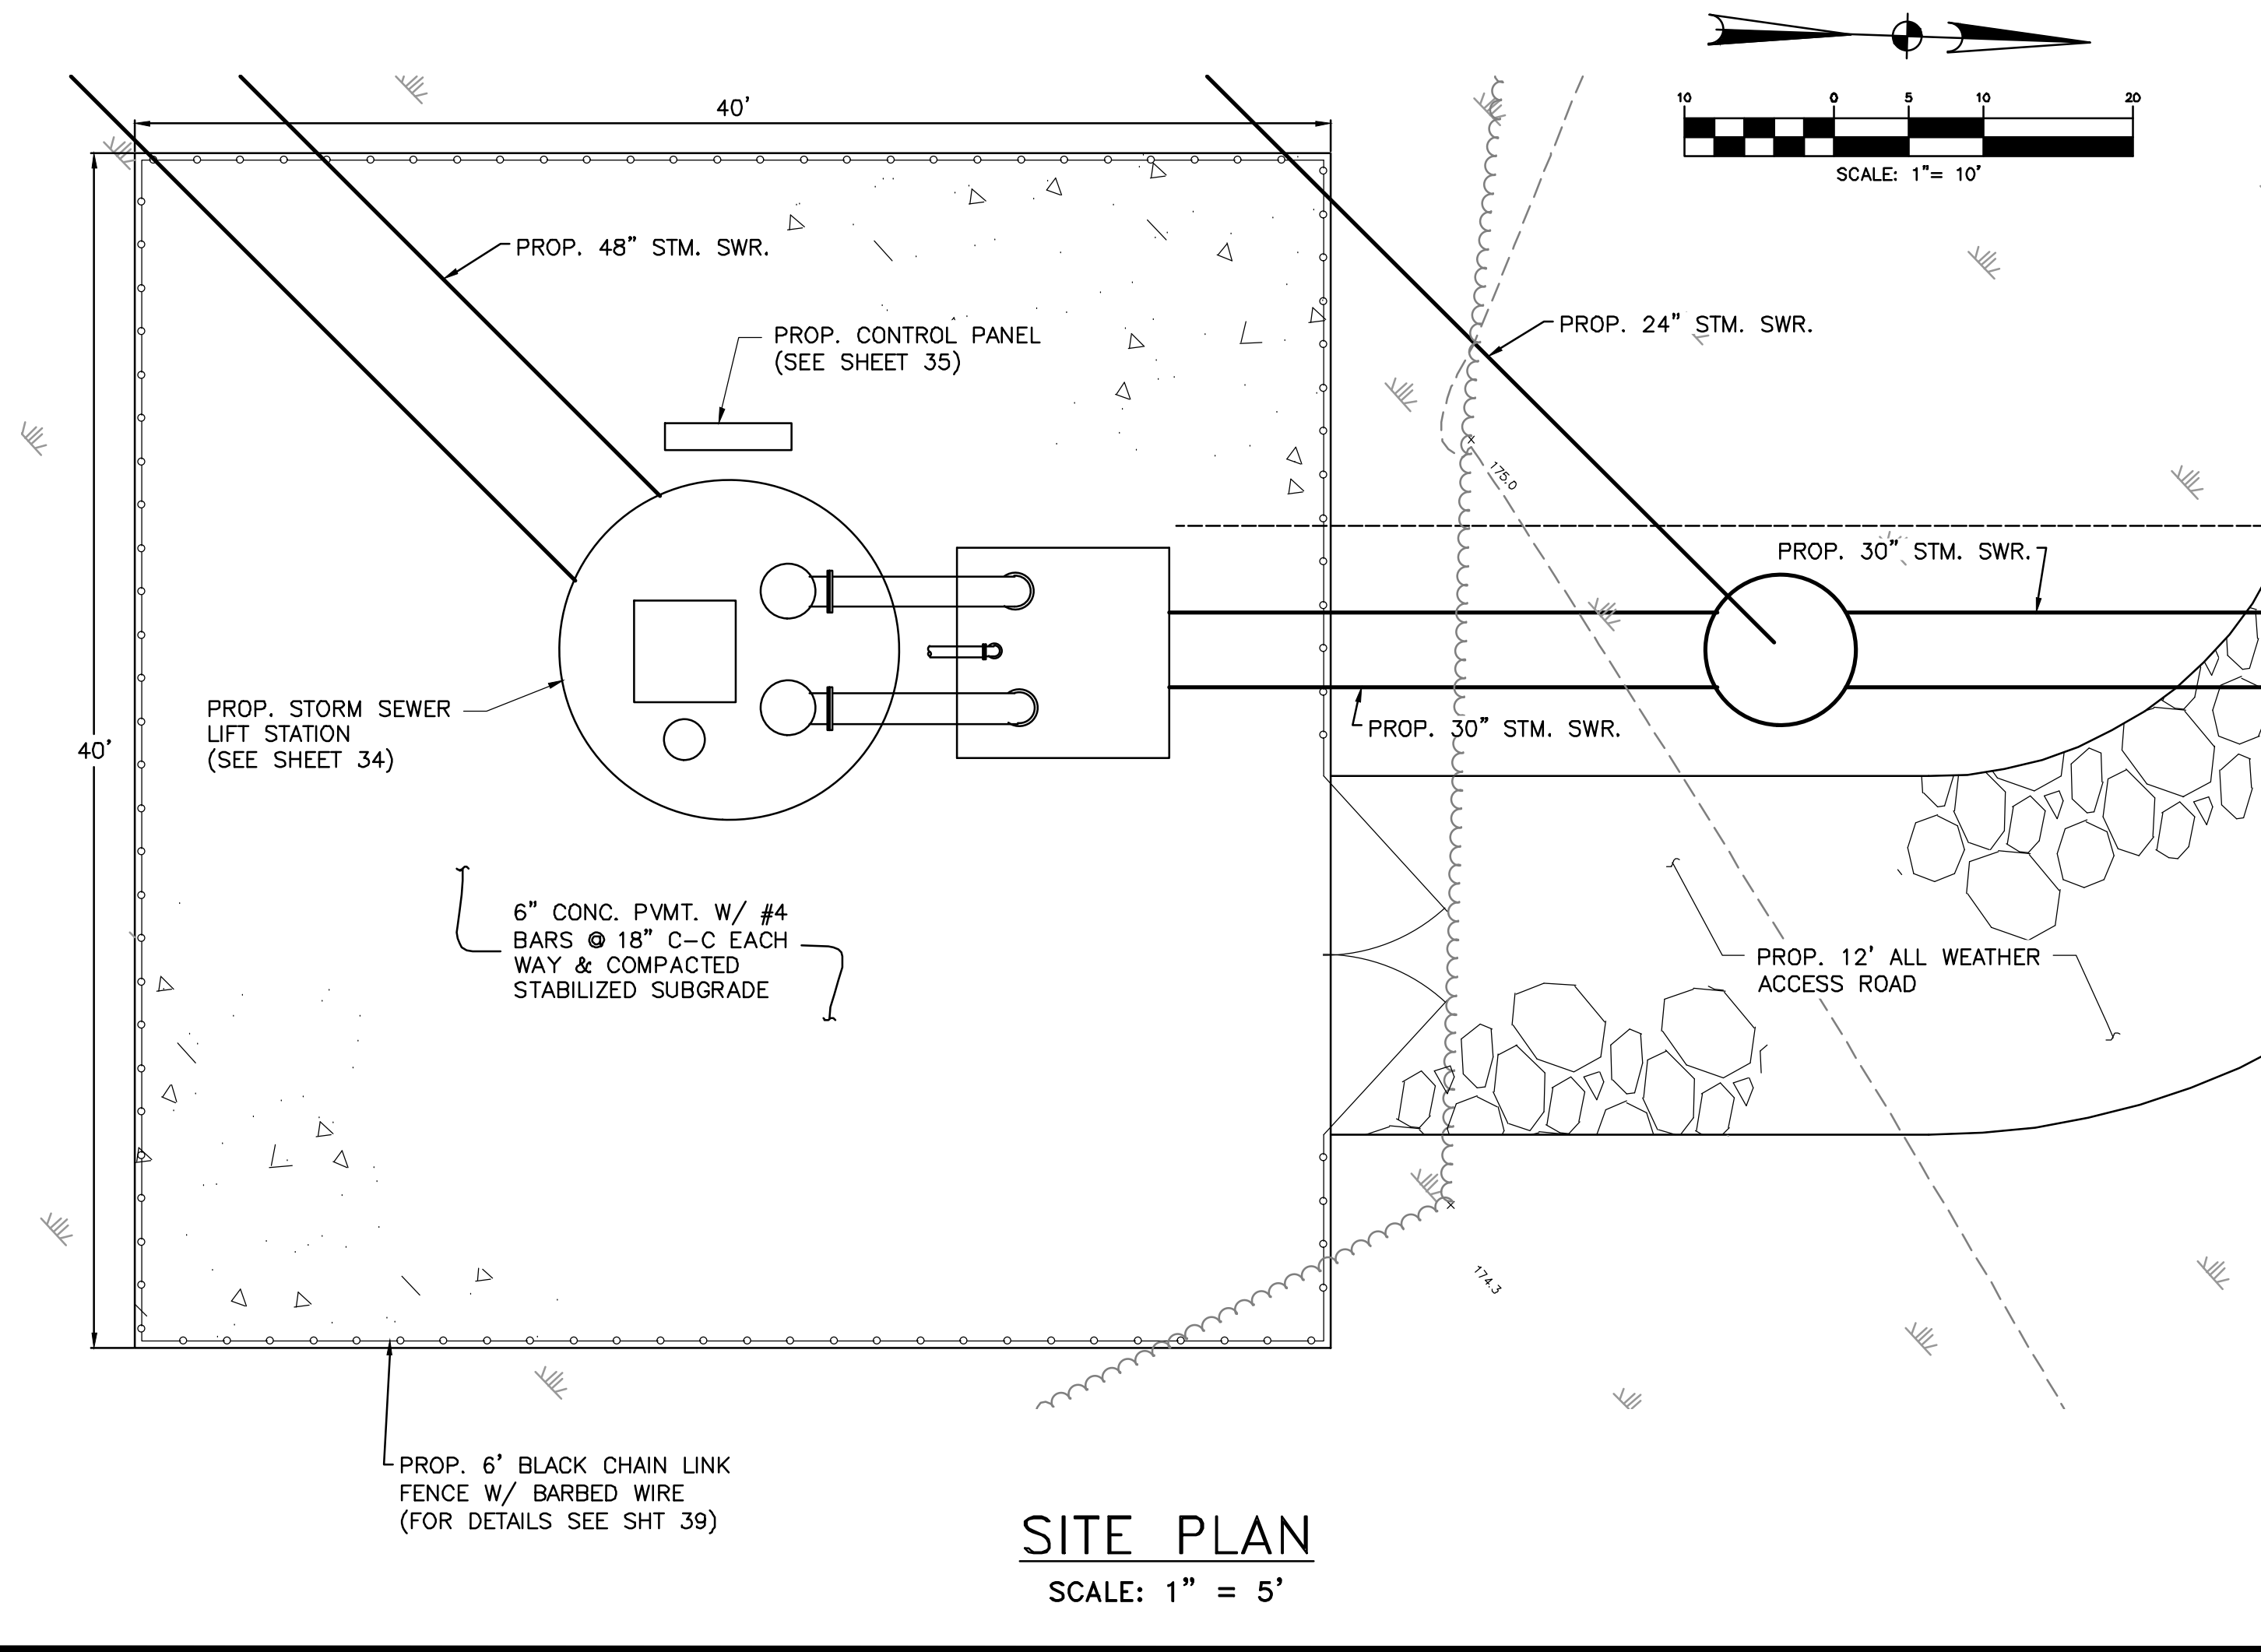 10 0 5 10 20
SCALE: 1"= 10'
40'
PROP. 48" STM. SWR.
PROP. CONTROL PANEL
(SEE SHEET 35)
PROP. 24" STM. SWR.
175.0
PROP. 30" STM. SWR.
PROP. STORM SEWER
LIFT STATION
(SEE SHEET 34)
PROP. 30" STM. SWR.
40'
6" CONC. PVMT. W/ #4
BARS @ 18" C-C EACH
WAY & COMPACTED
STABILIZED SUBGRADE
PROP. 12' ALL WEATHER
ACCESS ROAD
174.3
PROP. 6' BLACK CHAIN LINK
FENCE W/ BARBED WIRE
(FOR DETAILS SEE SHT 39)
SITE PLAN
SCALE: 1" = 5'